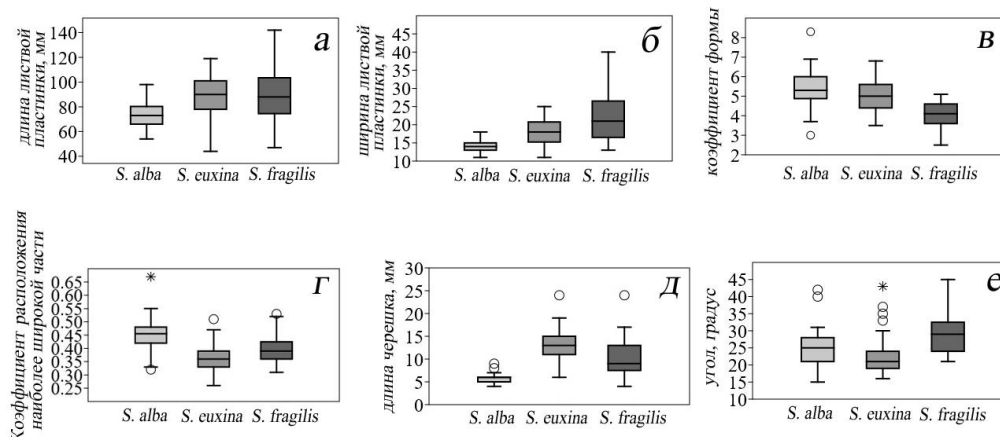 длина листвой
пластинки, мм
140
120
100
80
60
40
а
S. alba
S. euxina
S. fragilis
ширина листвой
пластинки, мм
45
40
35
30
25
20
15
10
б
S. alba
S. euxina
S. fragilis
коэффициент формы
8
7
6
5
4
3
2
в
S. alba
S. euxina
S. fragilis
Коэффициент расположения
наиболее широкой части
0.65
0.60
0.55
0.50
0.45
0.40
0.35
0.30
0.25
г
S. alba
S. euxina
S. fragilis
длина черешка, мм
30
25
20
15
10
5
0
д
S. alba
S. euxina
S. fragilis
угол, градус
45
40
35
30
25
20
15
10
е
S. alba
S. euxina
S. fragilis